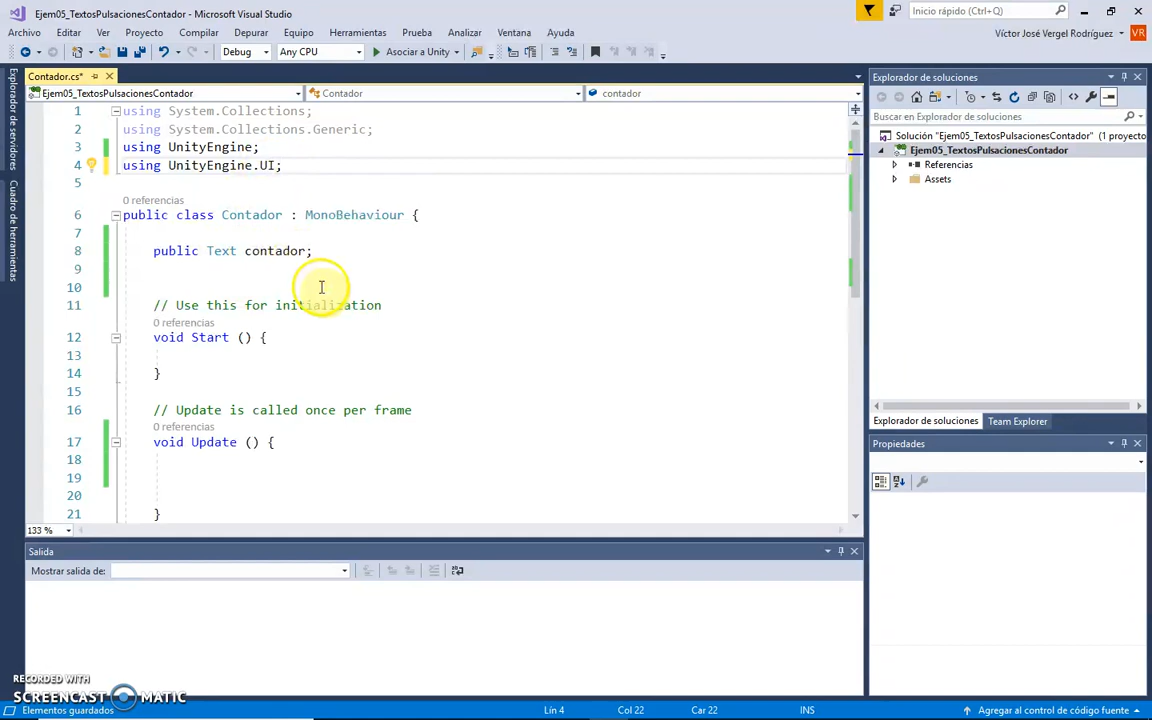 Ejem05_TextosPulsacionesContador - Microsoft Visual Studio
Inicio rápido (Ctrl+Q)
Archivo Editar Ver Proyecto Compilar Depurar Equipo Herramientas Prueba Analizar Ventana Ayuda
Víctor José Vergel Rodríguez
VR
Debug Any CPU Asociar a Unity
Explorador de servidores
Cuadro de herramientas
Contador.cs*
Ejem05_TextosPulsacionesContador Contador contador
1 using System.Collections;
2 using System.Collections.Generic;
3 using UnityEngine;
4 using UnityEngine.UI;
5
0 referencias
6 public class Contador : MonoBehaviour {
7
8 public Text contador;
9
10
11 // Use this for initialization
0 referencias
12 void Start () {
13
14 }
15
16 // Update is called once per frame
0 referencias
17 void Update () {
18
19
20
21 }
133 %
Salida
Mostrar salida de:
Explorador de soluciones
Buscar en Explorador de soluciones
Solución "Ejem05_TextosPulsacionesContador" (1 proyecto
Ejem05_TextosPulsacionesContador
Referencias
Assets
Explorador de soluciones Team Explorer
Propiedades
RECORDED WITH
SCREENCAST MATIC
Elementos guardados Lín 4 Col 22 Car 22 INS Agregar al control de código fuente